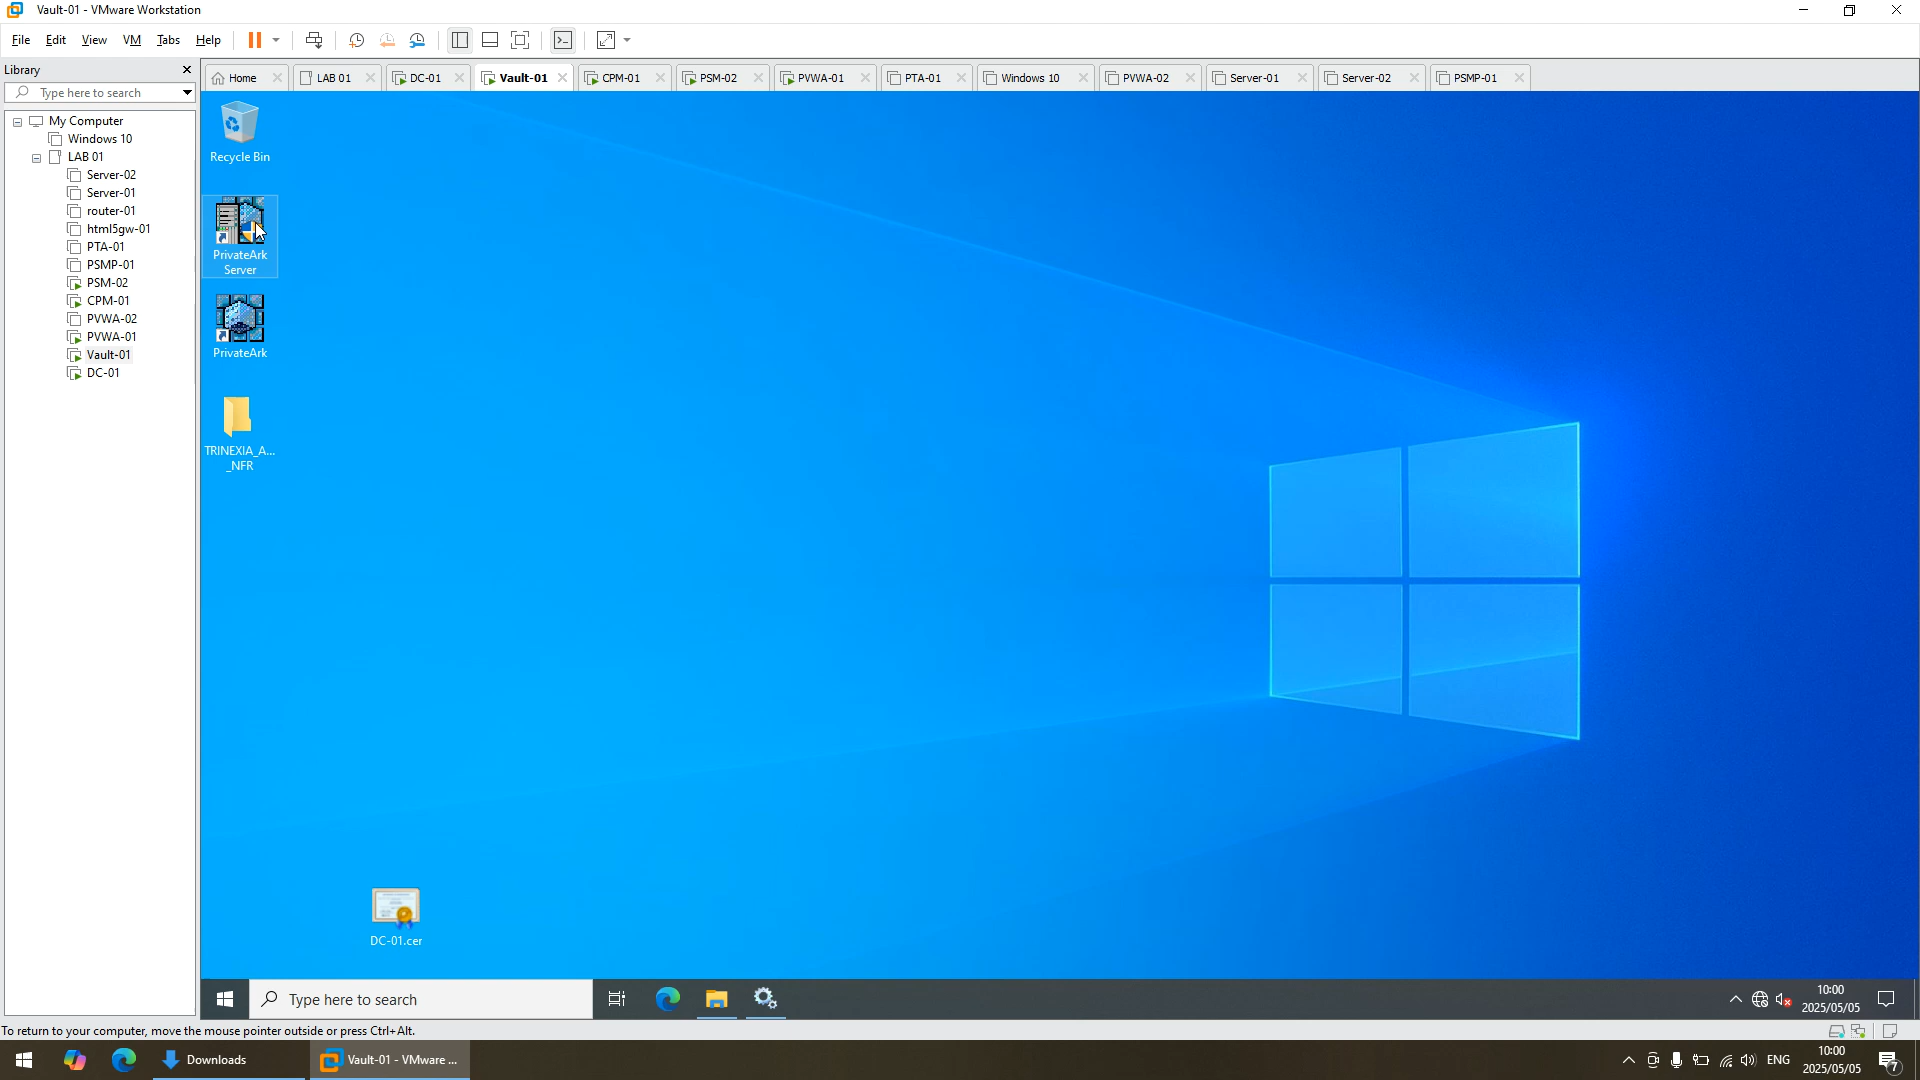 Vault-01 - VMware Workstation
File Edit View VM Tabs Help
Library
Type here to search
Home LAB 01 DC-01 Vault-01 CPM-01 PSM-02 PVWA-01 PTA-01 Windows 10 PVWA-02 Server-01 Server-02 PSMP-01
My Computer
Windows 10
LAB 01
Server-02
Server-01
router-01
html5gw-01
PTA-01
PSMP-01
PSM-02
CPM-01
PVWA-02
PVWA-01
Vault-01
DC-01
Recycle Bin
PrivateArk
Server
PrivateArk
TRINEXIA_A...
_NFR
DC-01.cer
Type here to search
10:00
2025/05/05
To return to your computer, move the mouse pointer outside or press Ctrl+Alt.
Downloads
Vault-01 - VMware ...
ENG
10:00
2025/05/05
7